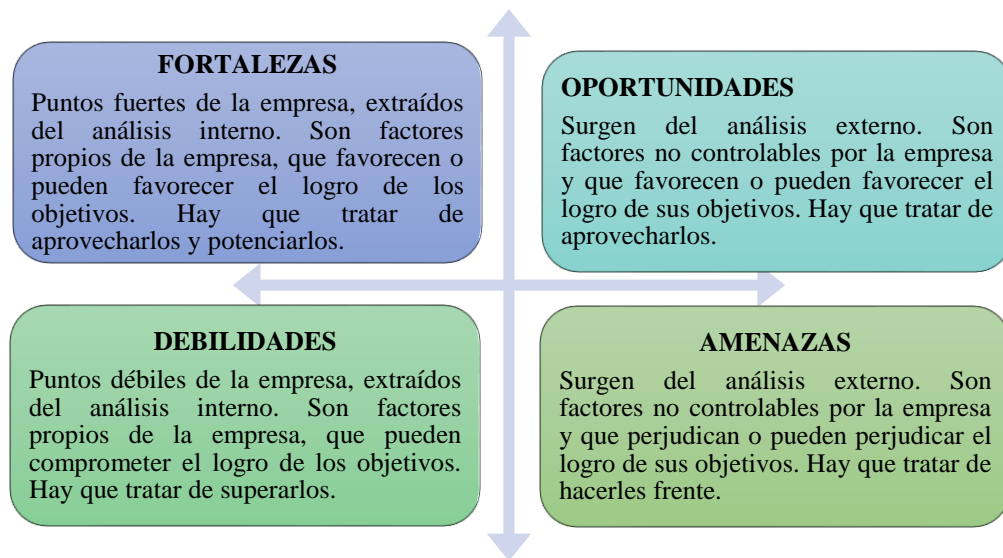 FORTALEZAS
Puntos fuertes de la empresa, extraídos
del análisis interno. Son factores
propios de la empresa, que favorecen o
pueden favorecer el logro de los
objetivos. Hay que tratar de
aprovecharlos y potenciarlos.
OPORTUNIDADES
Surgen del análisis externo. Son
factores no controlables por la empresa
y que favorecen o pueden favorecer el
logro de sus objetivos. Hay que tratar de
aprovecharlos.
DEBILIDADES
Puntos débiles de la empresa, extraídos
del análisis interno. Son factores
propios de la empresa, que pueden
comprometer el logro de los objetivos.
Hay que tratar de superarlos.
AMENAZAS
Surgen del análisis externo. Son
factores no controlables por la empresa
y que perjudican o pueden perjudicar el
logro de sus objetivos. Hay que tratar de
hacerles frente.